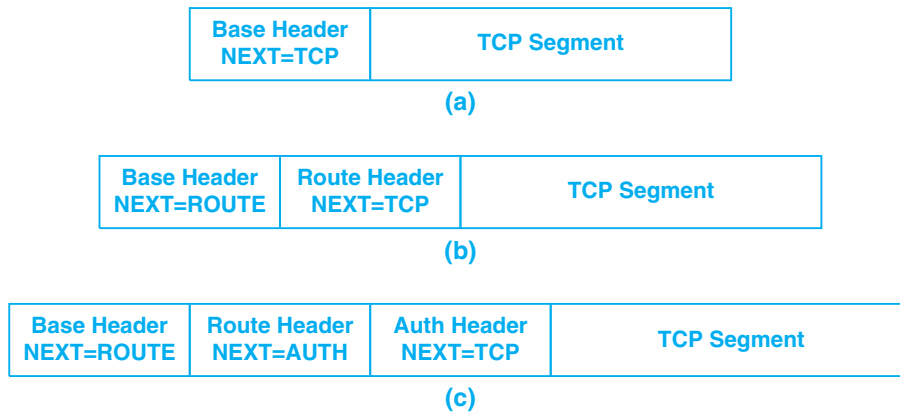 Base Header
NEXT=TCP
TCP Segment
(a)
Base Header
NEXT=ROUTE
Route Header
NEXT=TCP
TCP Segment
(b)
Base Header
NEXT=ROUTE
Route Header
NEXT=AUTH
Auth Header
NEXT=TCP
TCP Segment
(c)